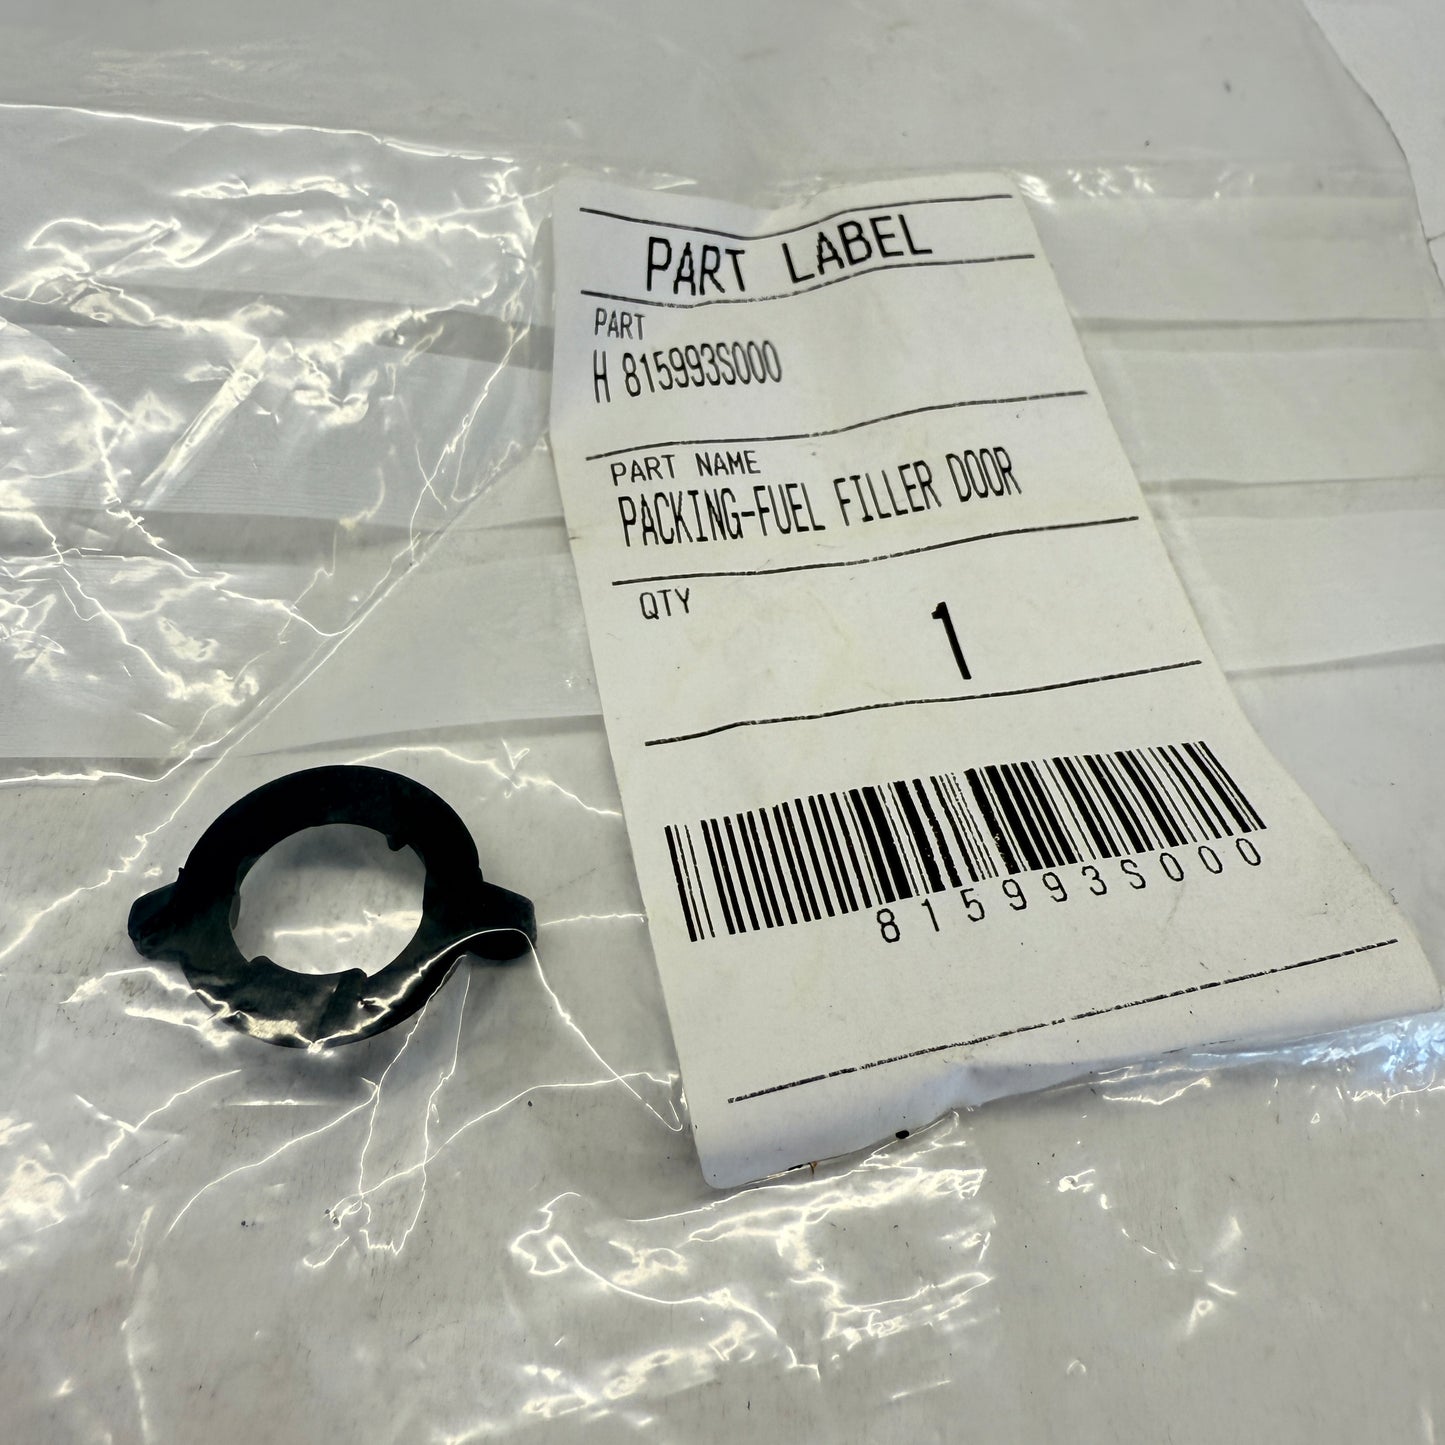 PART LABEL
PART
H 815993S000
PART NAME
PACKING-FUEL FILLER DOOR
QTY
1
815993S000